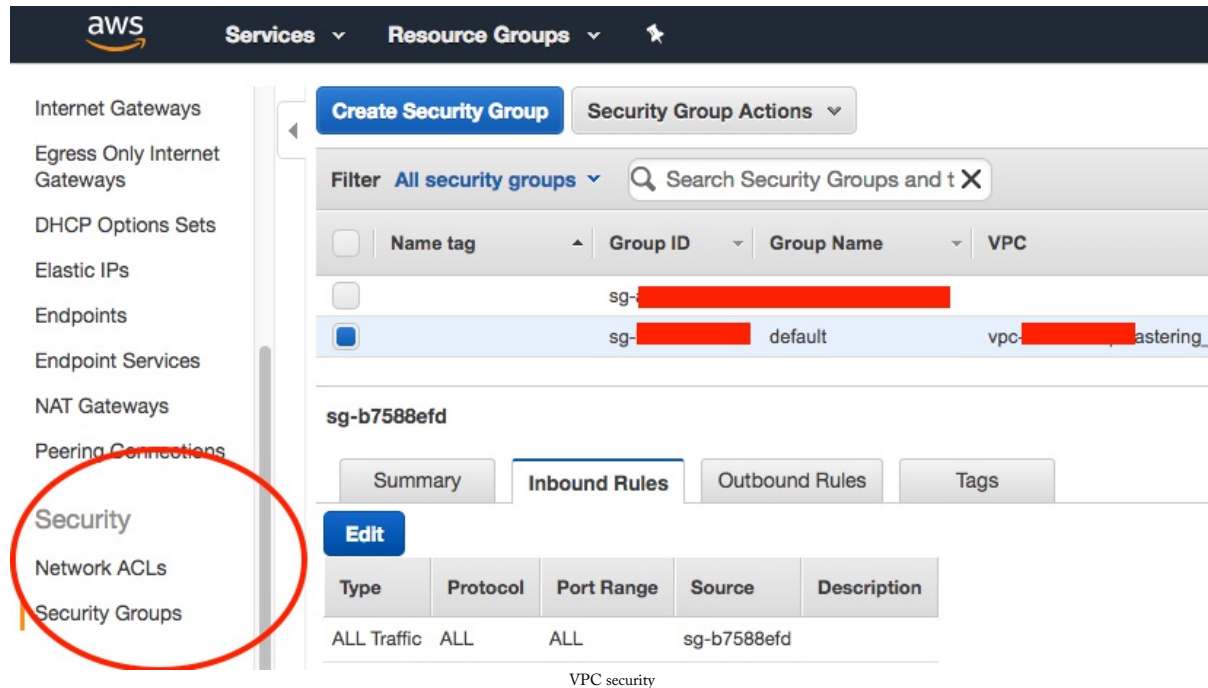 aws Services Resource Groups
Internet Gateways
Egress Only Internet
Gateways
DHCP Options Sets
Elastic IPs
Endpoints
Endpoint Services
NAT Gateways
Peering Connections
Security
Network ACLs
Security Groups
Create Security Group Security Group Actions
Filter All security groups Search Security Groups and t
Name tag Group ID Group Name VPC
sg-
sg- default vpc- astering_
sg-b7588efd
Summary Inbound Rules Outbound Rules Tags
Edit
Type Protocol Port Range Source Description
ALL Traffic ALL ALL sg-b7588efd
VPC security